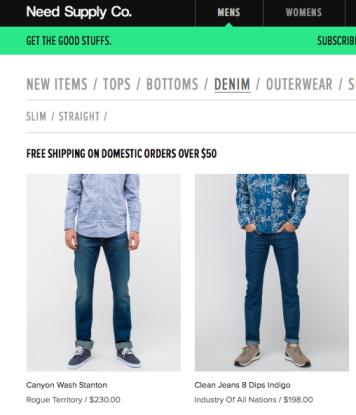 Need Supply Co.
MENS
WOMENS
GET THE GOOD STUFFS.
SUBSCRIB
NEW ITEMS / TOPS / BOTTOMS / DENIM / OUTERWEAR / S
SLIM / STRAIGHT /
FREE SHIPPING ON DOMESTIC ORDERS OVER $50
Canyon Wash Stanton
Rogue Territory / $230.00
Clean Jeans 8 Dips Indigo
Industry Of All Nations / $198.00